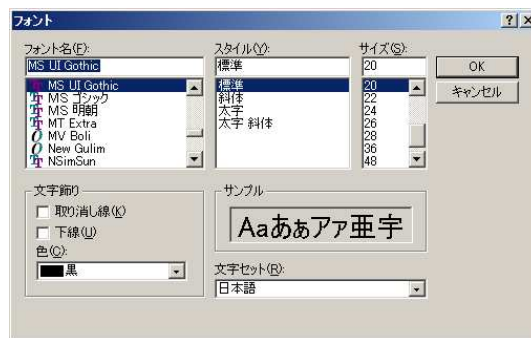 フォント
フォント名(F):
MS UI Gothic
MS UI Gothic
MS ゴシック
MS 明朝
MT Extra
MV Boli
New Gulim
NSimSun
スタイル(Y):
標準
標準
斜体
太字
太字 斜体
サイズ(S):
20
20
22
24
26
28
36
48
OK
キャンセル
文字飾り
取り消し線(K)
下線(U)
色(C):
黒
サンプル
Aaあぁアァ亜宇
文字セット(R):
日本語